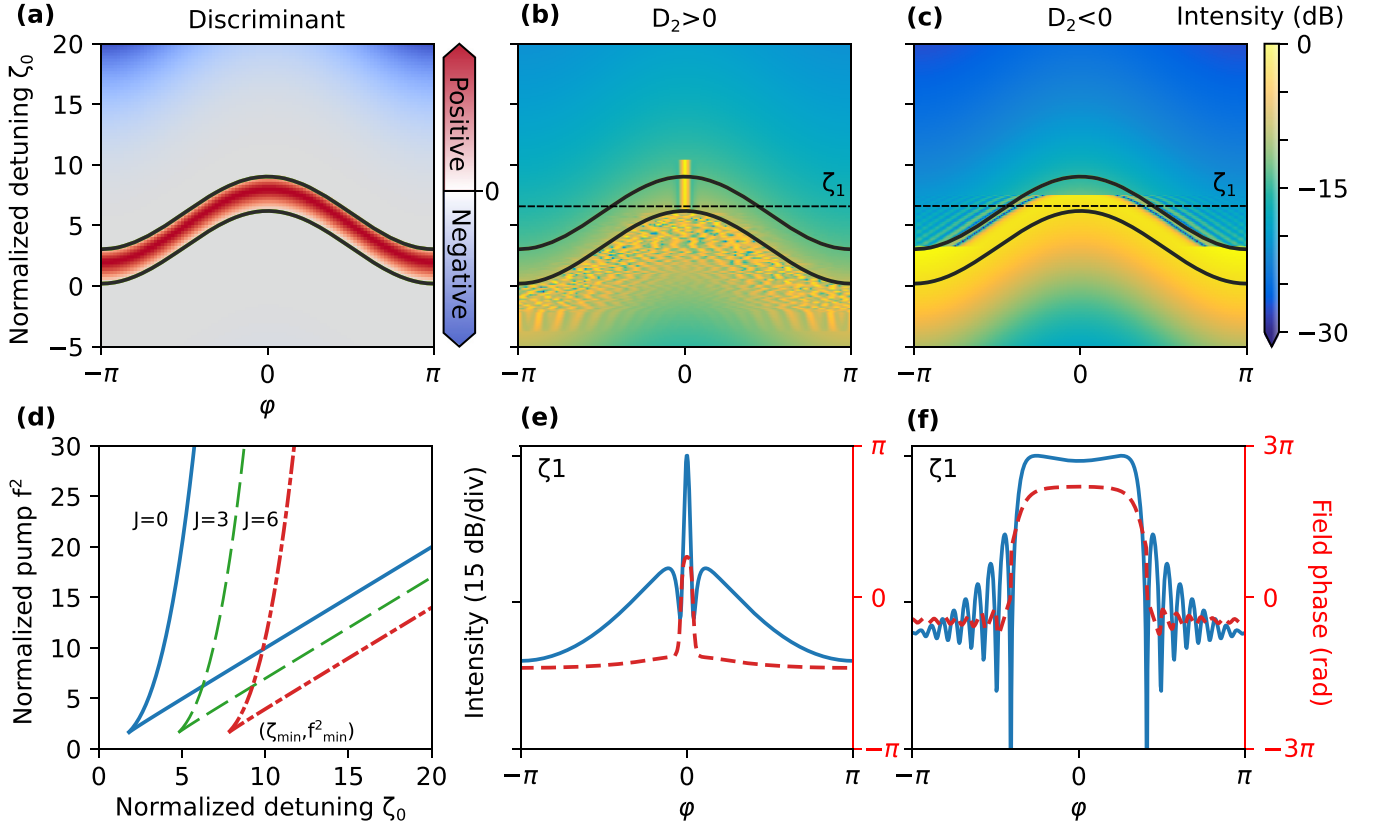 (a)
Discriminant
(b)
D₂>0
(c)
D₂<0
Intensity (dB)
Normalized detuning ζ₀
20
15
10
5
0
−5
−π
0
π
φ
Positive
0
Negative
ζ₁
−π
0
π
ζ₁
−π
0
π
0
−15
−30
(d)
Normalized pump f²
30
25
20
15
10
5
0
J=0
J=3
J=6
(ζmin,f²min)
0
5
10
15
20
Normalized detuning ζ₀
(e)
Intensity (15 dB/div)
ζ1
π
0
−π
−π
0
π
φ
(f)
ζ1
3π
0
−3π
Field phase (rad)
−π
0
π
φ